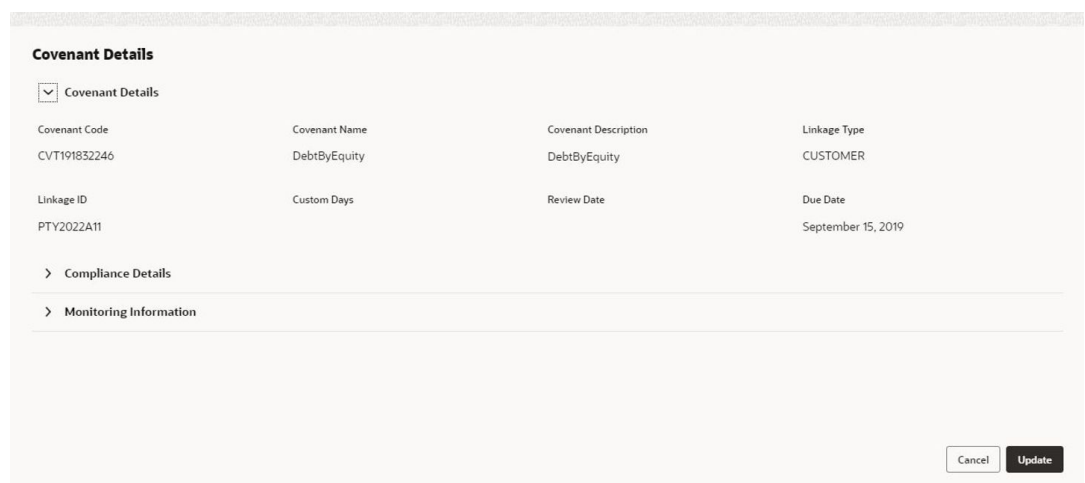 Covenant Details
Covenant Details
Covenant Code Covenant Name Covenant Description Linkage Type
CVT191832246 DebtByEquity DebtByEquity CUSTOMER
Linkage ID Custom Days Review Date Due Date
PTY2022A11 September 15, 2019
Compliance Details
Monitoring Information
Cancel Update